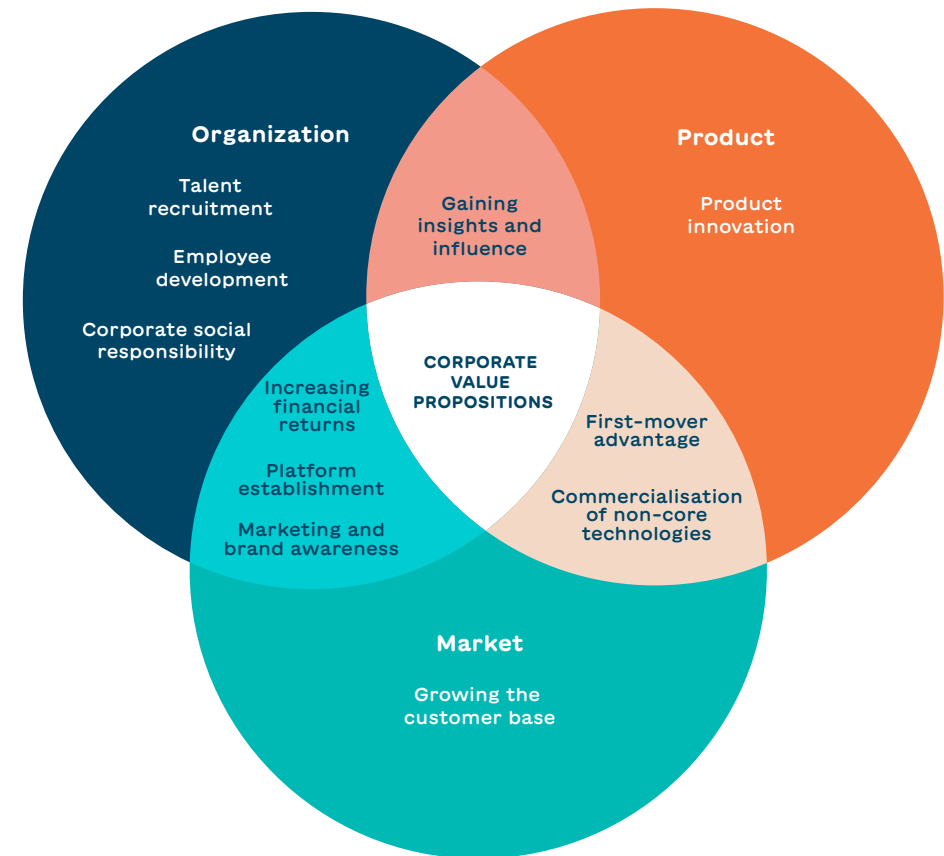 Organization
Talent
recruitment
Employee
development
Corporate social
responsibility
Product
Product
innovation
Gaining
insights and
influence
CORPORATE
VALUE
PROPOSITIONS
Increasing
financial
returns
Platform
establishment
Marketing and
brand awareness
First-mover
advantage
Commercialisation
of non-core
technologies
Market
Growing the
customer base